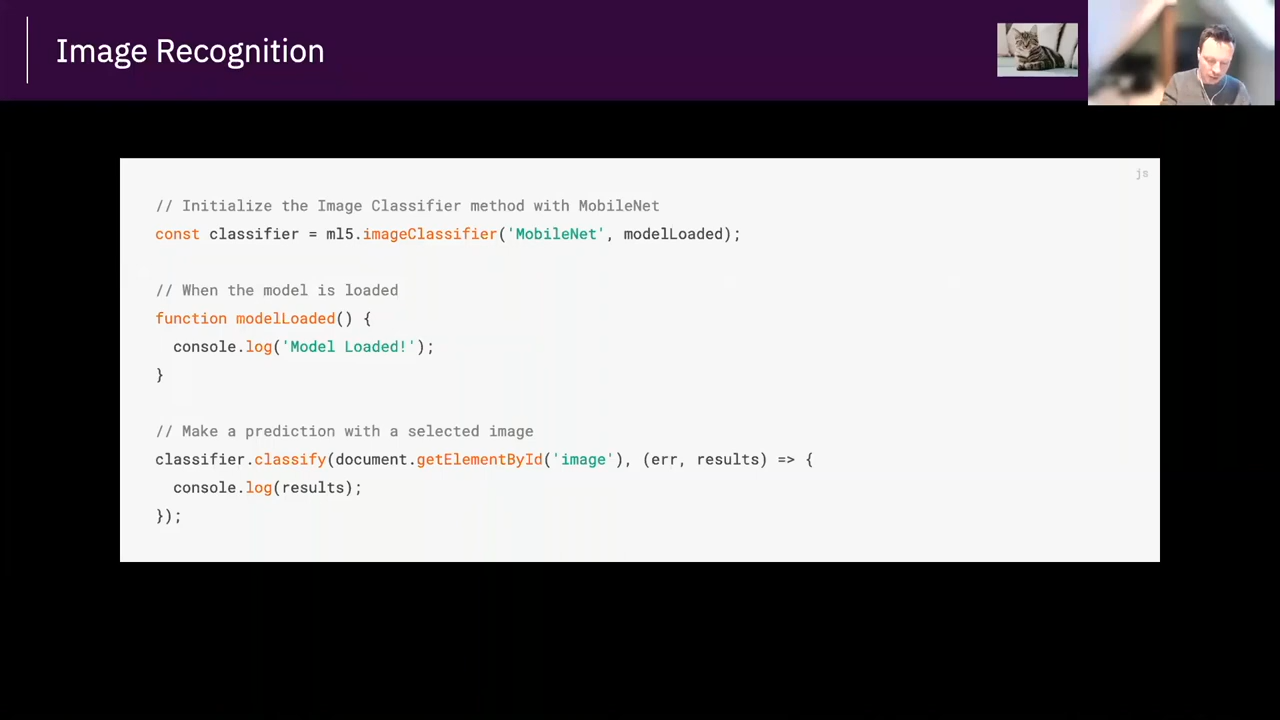 Image Recognition
js
// Initialize the Image Classifier method with MobileNet
const classifier = ml5.imageClassifier('MobileNet', modelLoaded);
// When the model is loaded
function modelLoaded() {
  console.log('Model Loaded!');
}
// Make a prediction with a selected image
classifier.classify(document.getElementById('image'), (err, results) => {
  console.log(results);
});